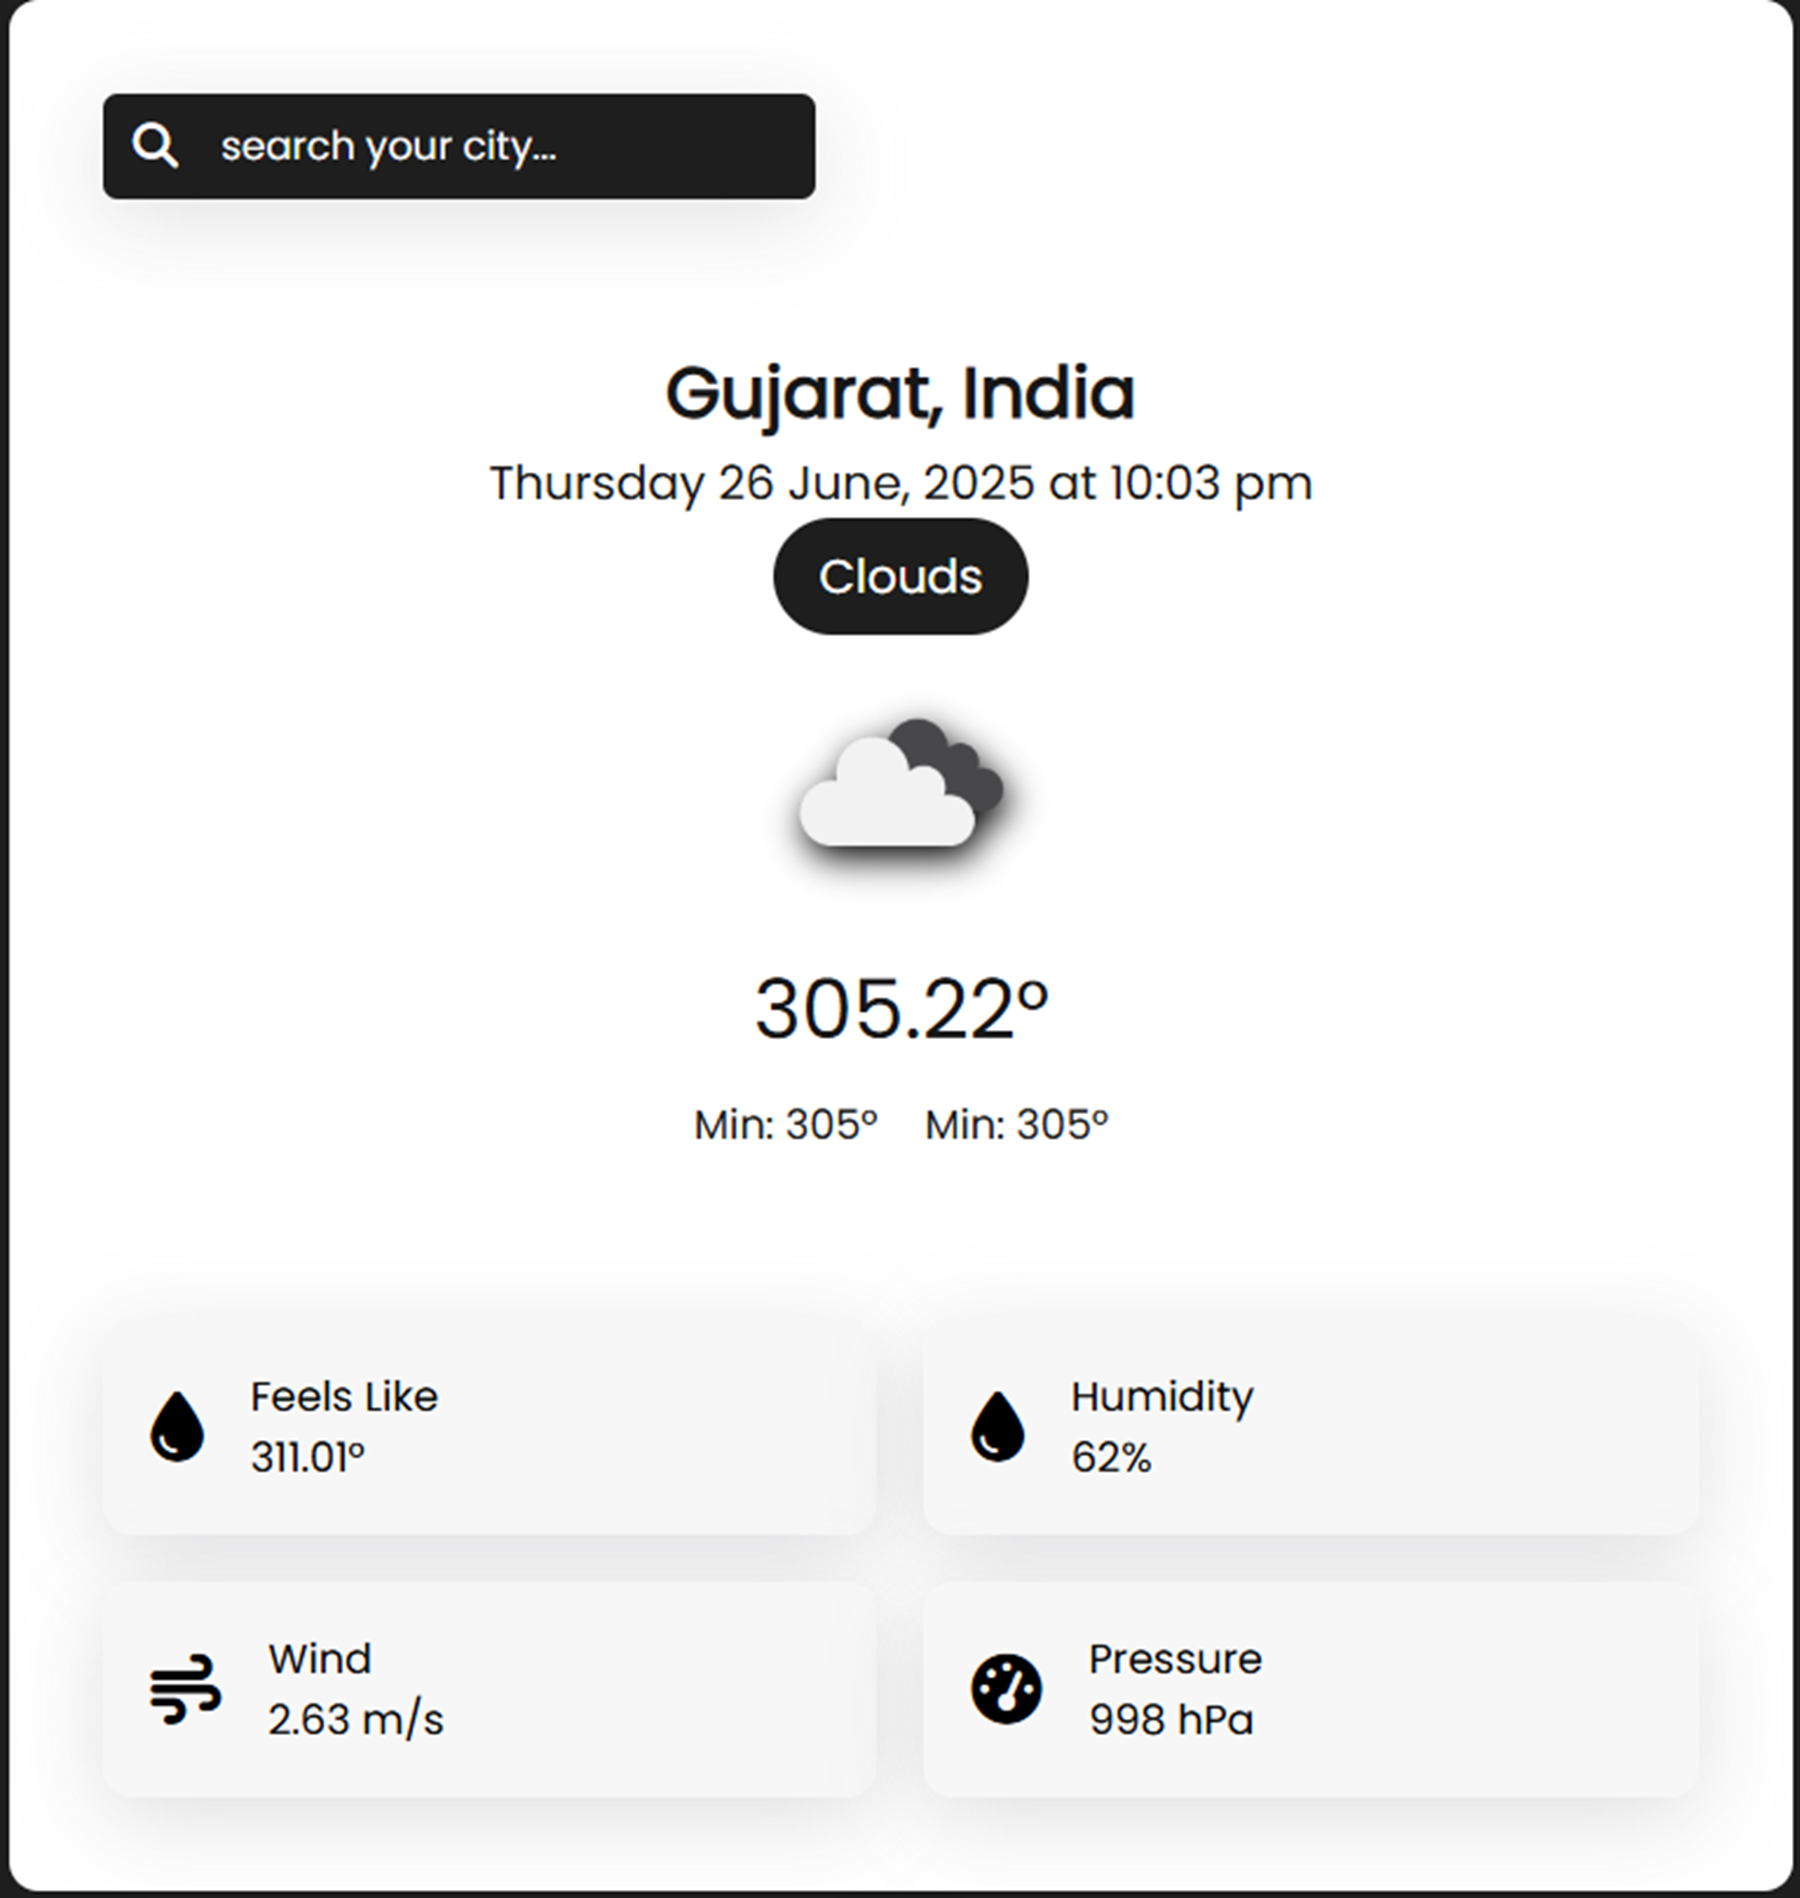 search your city...
Gujarat, India
Thursday 26 June, 2025 at 10:03 pm
Clouds
305.22°
Min: 305° Min: 305°
Feels Like
311.01°
Humidity
62%
Wind
2.63 m/s
Pressure
998 hPa